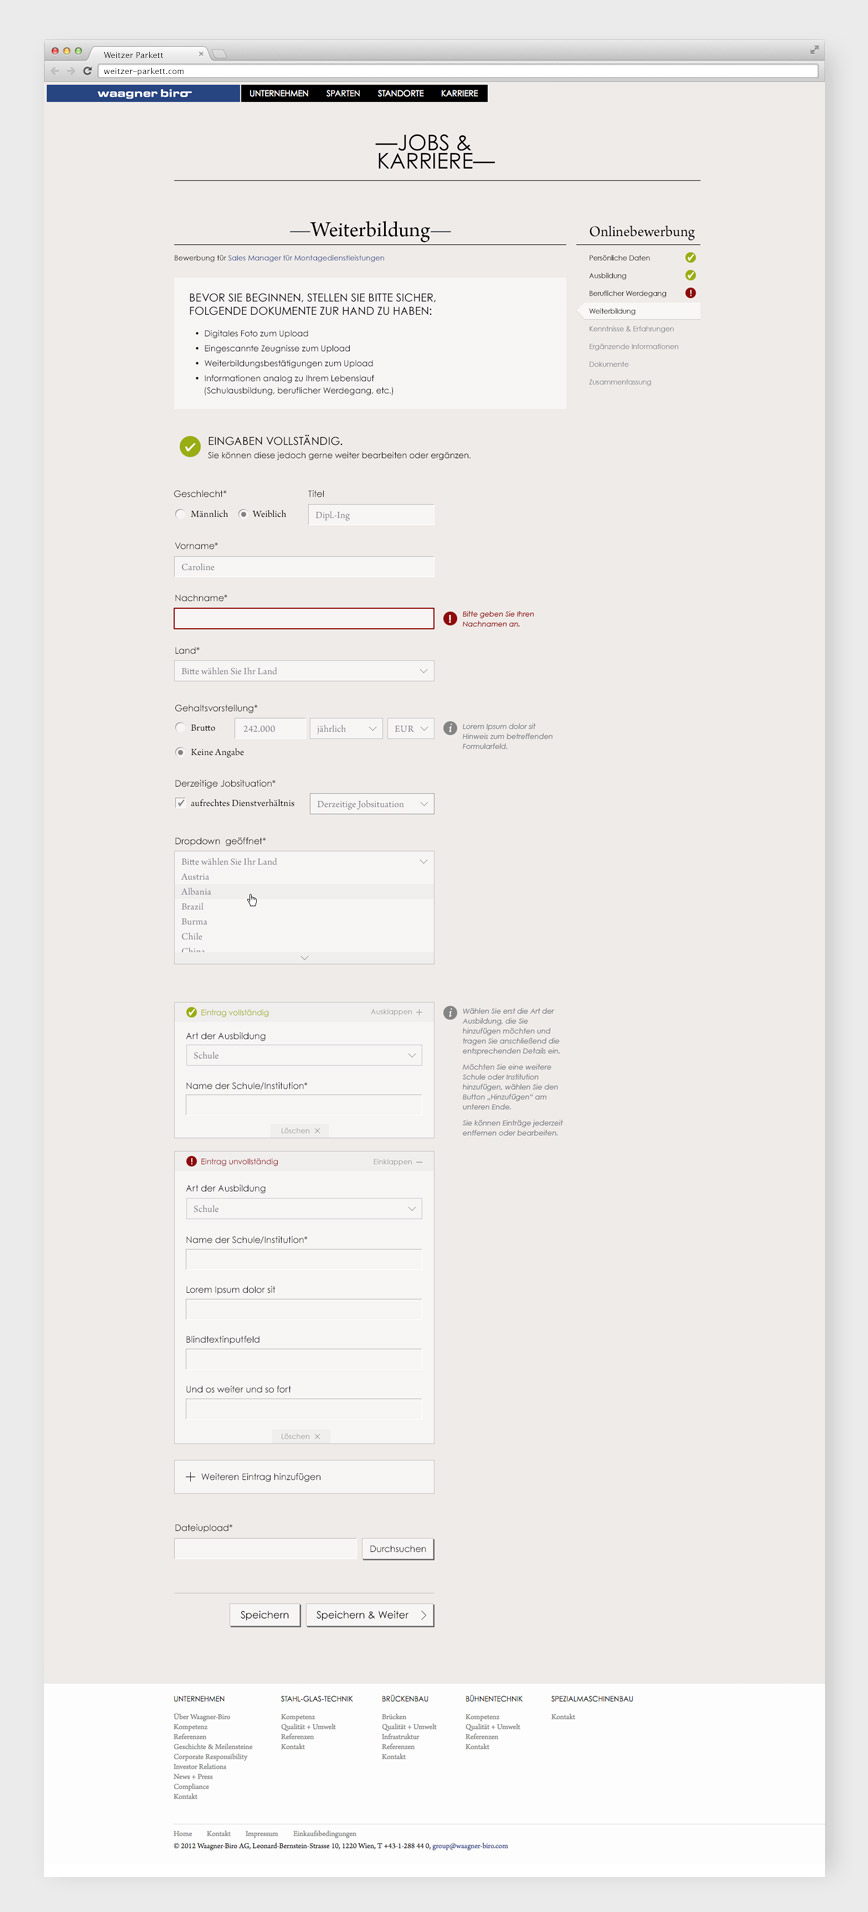 Weitzer Parkett
weitzer-parkett.com
waagner biro
UNTERNEHMEN SPARTEN STANDORTE KARRIERE
—JOBS &
KARRIERE—
—Weiterbildung—
Bewerbung für Sales Manager für Montagedienstleistungen
BEVOR SIE BEGINNEN, STELLEN SIE BITTE SICHER,
FOLGENDE DOKUMENTE ZUR HAND ZU HABEN:
• Digitales Foto zum Upload
• Eingescannte Zeugnisse zum Upload
• Weiterbildungsbestätigungen zum Upload
• Informationen analog zu Ihrem Lebenslauf
(Schulausbildung, beruflicher Werdegang, etc.)
Onlinebewerbung
Persönliche Daten
Ausbildung
Beruflicher Werdegang
Weiterbildung
Kenntnisse & Erfahrungen
Ergänzende Informationen
Dokumente
Zusammenfassung
EINGABEN VOLLSTÄNDIG.
Sie können diese jedoch gerne weiter bearbeiten oder ergänzen.
Geschlecht* Titel
Männlich Weiblich Dipl.-Ing
Vorname*
Caroline
Nachname*
Bitte geben Sie Ihren
Nachnamen an.
Land*
Bitte wählen Sie Ihr Land
Gehaltsvorstellung*
Brutto 242.000 jährlich EUR
Keine Angabe
Lorem Ipsum dolor sit
Hinweis zum betreffenden
Formularfeld.
Derzeitige Jobsituation*
aufrechtes Dienstverhältnis Derzeitige Jobsituation
Dropdown geöffnet*
Bitte wählen Sie Ihr Land
Austria
Albania
Brazil
Burma
Chile
China
Eintrag vollständig Ausklappen +
Art der Ausbildung
Schule
Name der Schule/Institution*
Löschen ×
Wählen Sie erst die Art der
Ausbildung, die Sie
hinzufügen möchten und
tragen Sie anschließend die
entsprechenden Details ein.
Möchten Sie eine weitere
Schule oder Institution
hinzufügen, wählen Sie den
Button „Hinzufügen" am
unteren Ende.
Sie können Einträge jederzeit
entfernen oder bearbeiten.
Eintrag unvollständig Einklappen –
Art der Ausbildung
Schule
Name der Schule/Institution*
Lorem Ipsum dolor sit
Blindtextinputfeld
Und os weiter und so fort
Löschen ×
+ Weiteren Eintrag hinzufügen
Dateiupload*
Durchsuchen
Speichern Speichern & Weiter
UNTERNEHMEN
Über Waagner-Biro
Kompetenz
Referenzen
Geschichte & Meilensteine
Corporate Responsibility
Investor Relations
News + Press
Compliance
Kontakt
STAHL-GLAS-TECHNIK
Kompetenz
Qualität + Umwelt
Referenzen
Kontakt
BRÜCKENBAU
Brücken
Qualität + Umwelt
Infrastruktur
Referenzen
Kontakt
BÜHNENTECHNIK
Kompetenz
Qualität + Umwelt
Referenzen
Kontakt
SPEZIALMASCHINENBAU
Kontakt
Home Kontakt Impressum Einkaufsbedingungen
© 2012 Waagner-Biro AG, Leonard-Bernstein-Strasse 10, 1220 Wien, T +43-1-288 44 0, group@waagner-biro.com